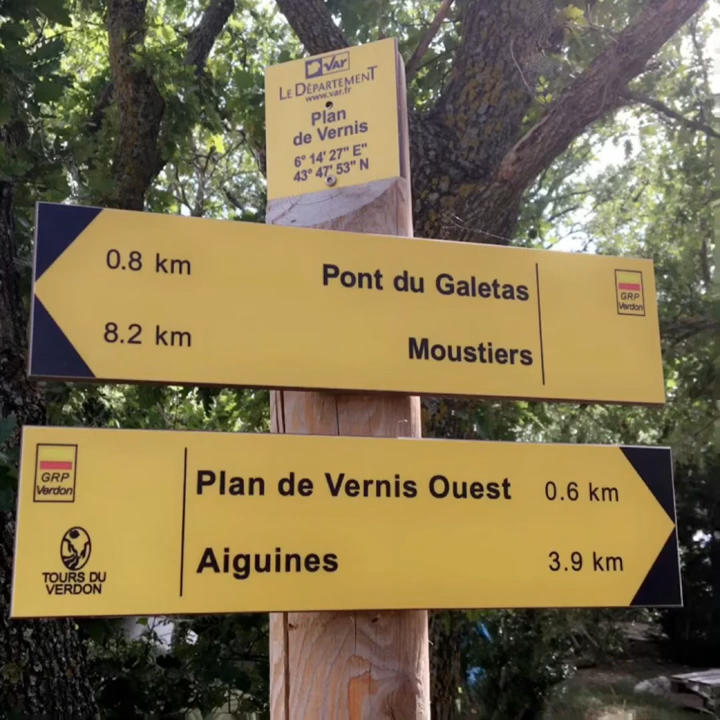 VAR
LE DÉPARTEMENT
www.var.fr
Plan
de Vernis
6° 14' 27" E"
43° 47' 53" N
0.8 km Pont du Galetas
8.2 km Moustiers
GRP
Verdon
GRP
Verdon
TOURS DU
VERDON
Plan de Vernis Ouest 0.6 km
Aiguines 3.9 km